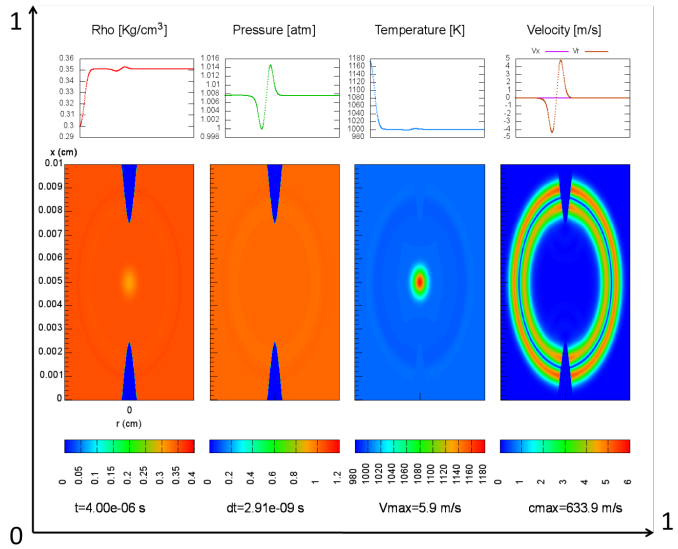 1
Rho [Kg/cm³] Pressure [atm] Temperature [K] Velocity [m/s]
Vx Vr
0.36 1.016 1180 5
0.35 1.014 1160 4
0.34 1.012 1140 3
0.33 1.01 1120 2
0.32 1.008 1100 1
0.31 1.006 1080 0
0.3 1.004 1060 -1
0.29 1.002 1040 -2
1 1020 -3
0.998 1000 -4
980 -5
x (cm)
0.01
0.009
0.008
0.007
0.006
0.005
0.004
0.003
0.002
0.001
0
0
r (cm)
0 0.05 0.1 0.15 0.2 0.25 0.3 0.35 0.4
0 0.2 0.4 0.6 0.8 1 1.2
980 1000 1020 1040 1060 1080 1100 1120 1140 1160 1180
0 1 2 3 4 5 6
t=4.00e-06 s dt=2.91e-09 s Vmax=5.9 m/s cmax=633.9 m/s
0 1